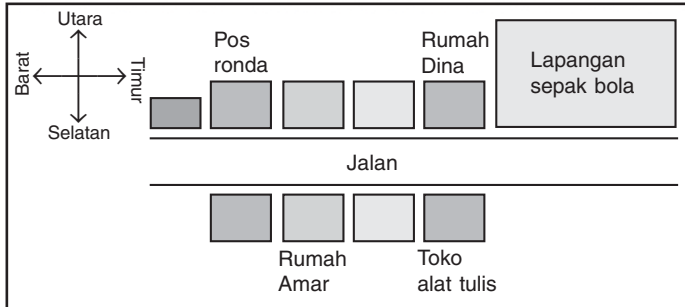 Utara
Barat
Timur
Selatan
Pos
ronda
Rumah
Dina
Lapangan
sepak bola
Jalan
Rumah
Amar
Toko
alat tulis